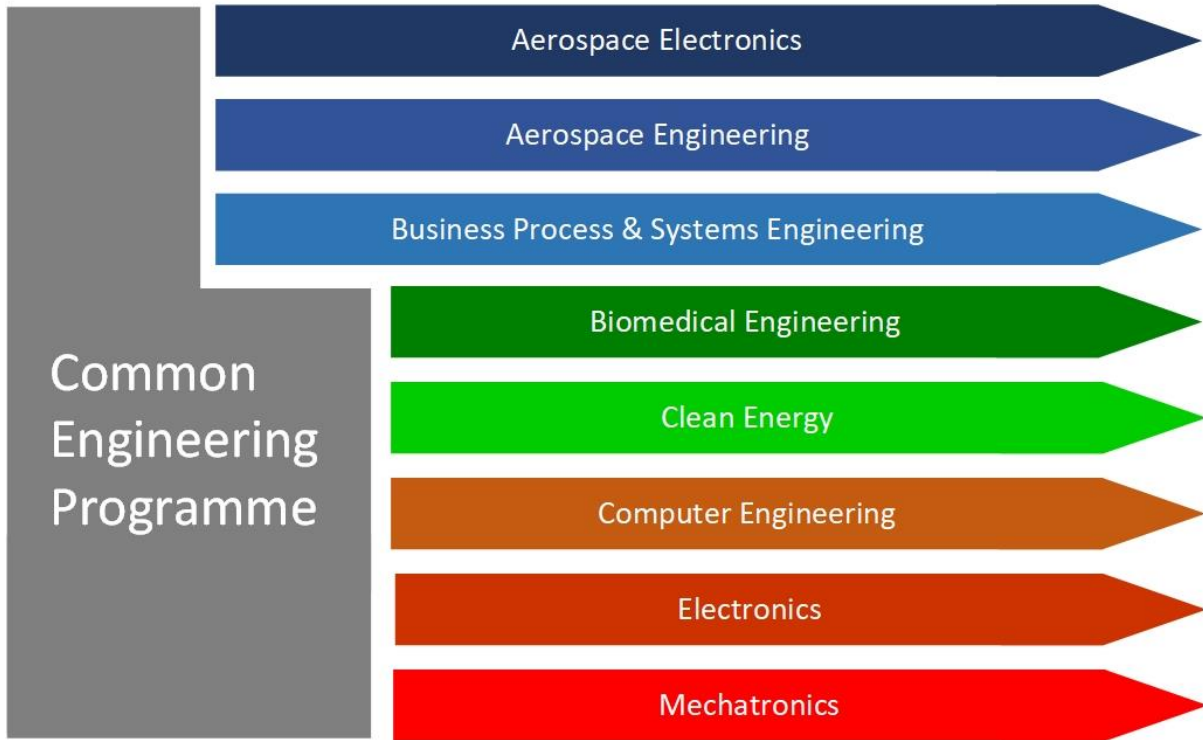 Aerospace Electronics
Aerospace Engineering
Business Process & Systems Engineering
Common
Engineering
Programme
Biomedical Engineering
Clean Energy
Computer Engineering
Electronics
Mechatronics